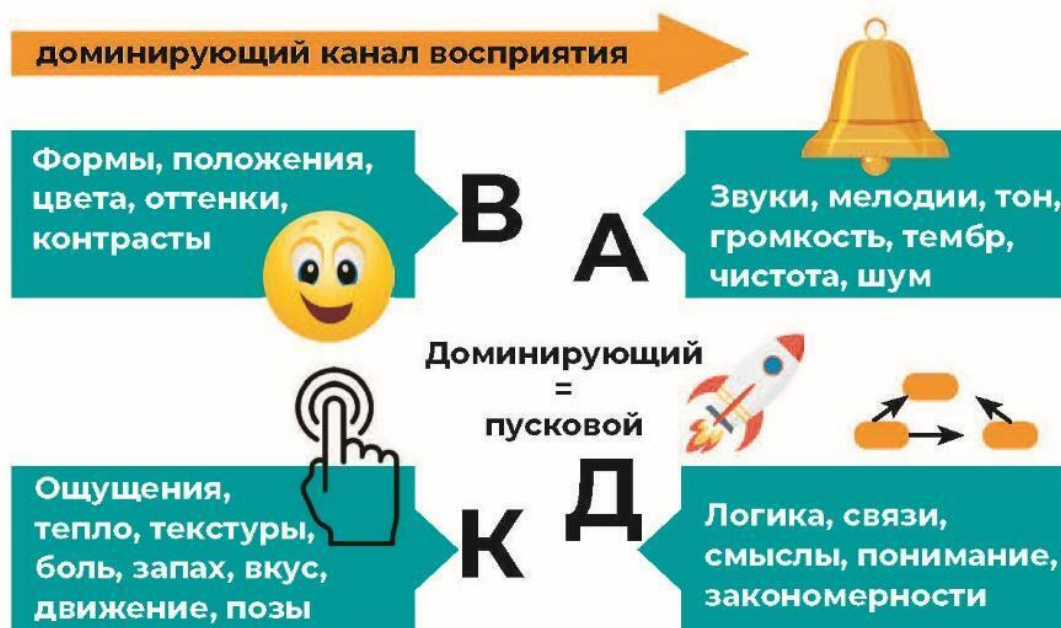 доминирующий канал восприятия
Формы, положения,
цвета, оттенки,
контрасты
В
А
Звуки, мелодии, тон,
громкость, тембр,
чистота, шум
Доминирующий
=
пусковой
Ощущения,
тепло, текстуры,
боль, запах, вкус,
движение, позы
К
Д
Логика, связи,
смыслы, понимание,
закономерности